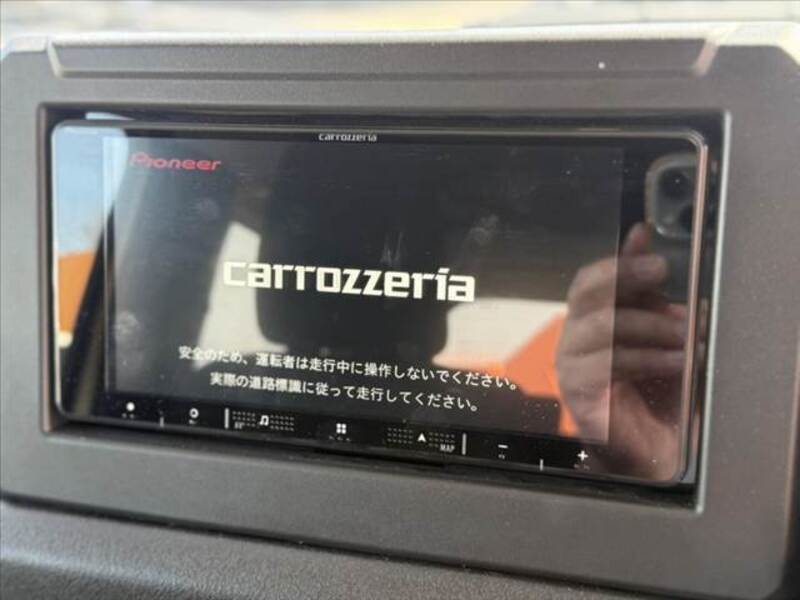 carrozzeria
Pioneer
carrozzeria
安全のため、運転者は走行中に操作しないでください。
実際の道路標識に従って走行してください。
AV
MAP
− +